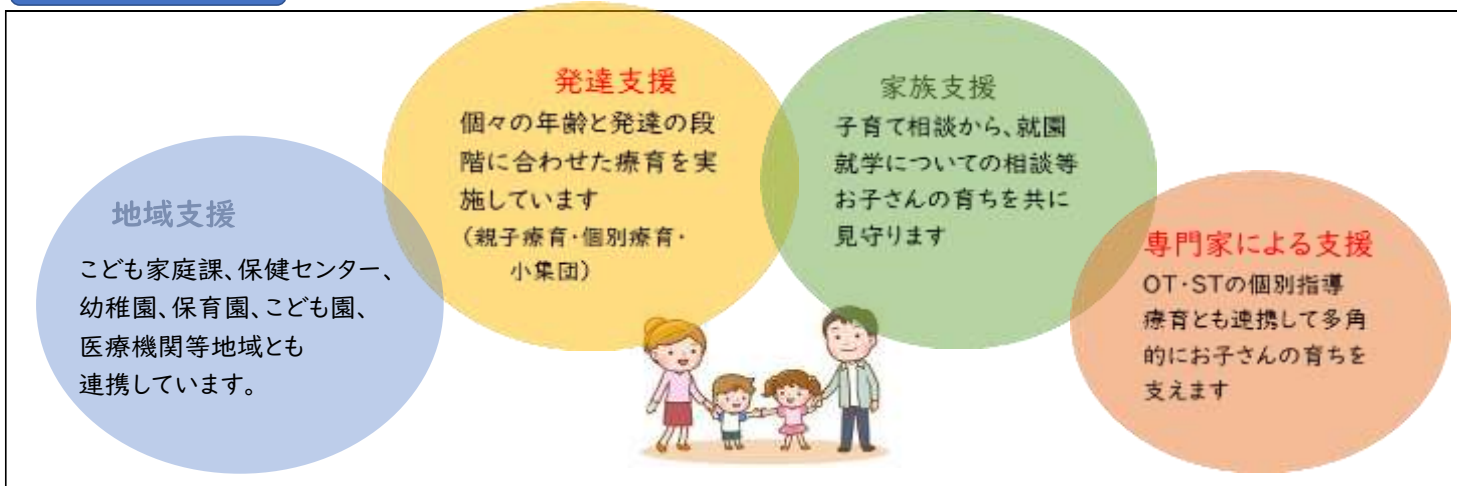 地域支援
こども家庭課、保健センター、
幼稚園、保育園、こども園、
医療機関等地域とも
連携しています。
発達支援
個々の年齢と発達の段
階に合わせた療育を実
施しています
（親子療育・個別療育・
小集団）
家族支援
子育て相談から、就園
就学についての相談等
お子さんの育ちを共に
見守ります
専門家による支援
OT・STの個別指導
療育とも連携して多角
的にお子さんの育ちを
支えます